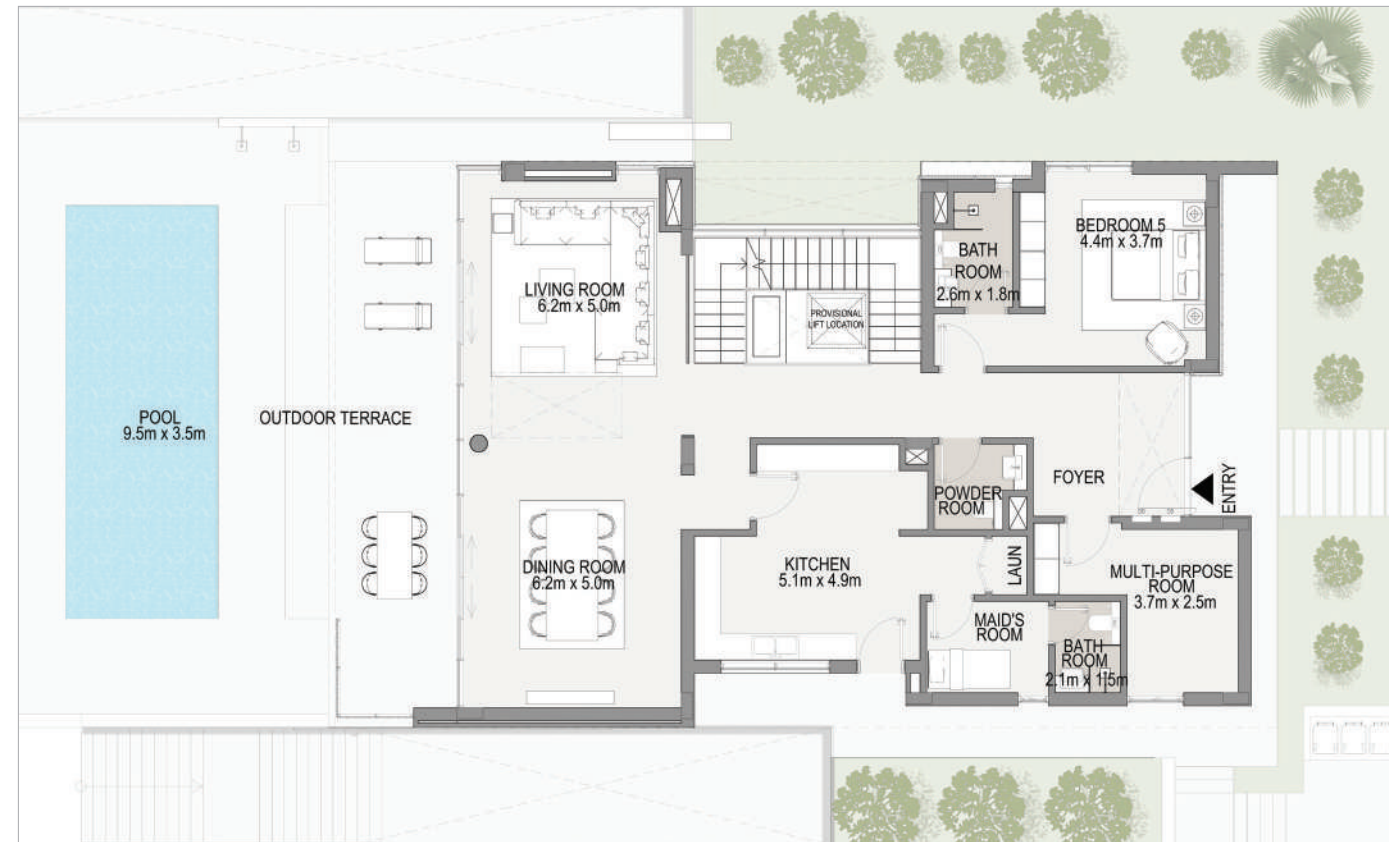 BEDROOM 5
4.4m x 3.7m
BATH
ROOM
2.6m x 1.8m
LIVING ROOM
6.2m x 5.0m
PROVISIONAL
LIFT LOCATION
POOL
9.5m x 3.5m
OUTDOOR TERRACE
FOYER
ENTRY
POWDER
ROOM
KITCHEN
5.1m x 4.9m
LAUN
DINING ROOM
6.2m x 5.0m
MULTI-PURPOSE
ROOM
3.7m x 2.5m
MAID'S
ROOM
BATH
ROOM
2.1m x 1.5m